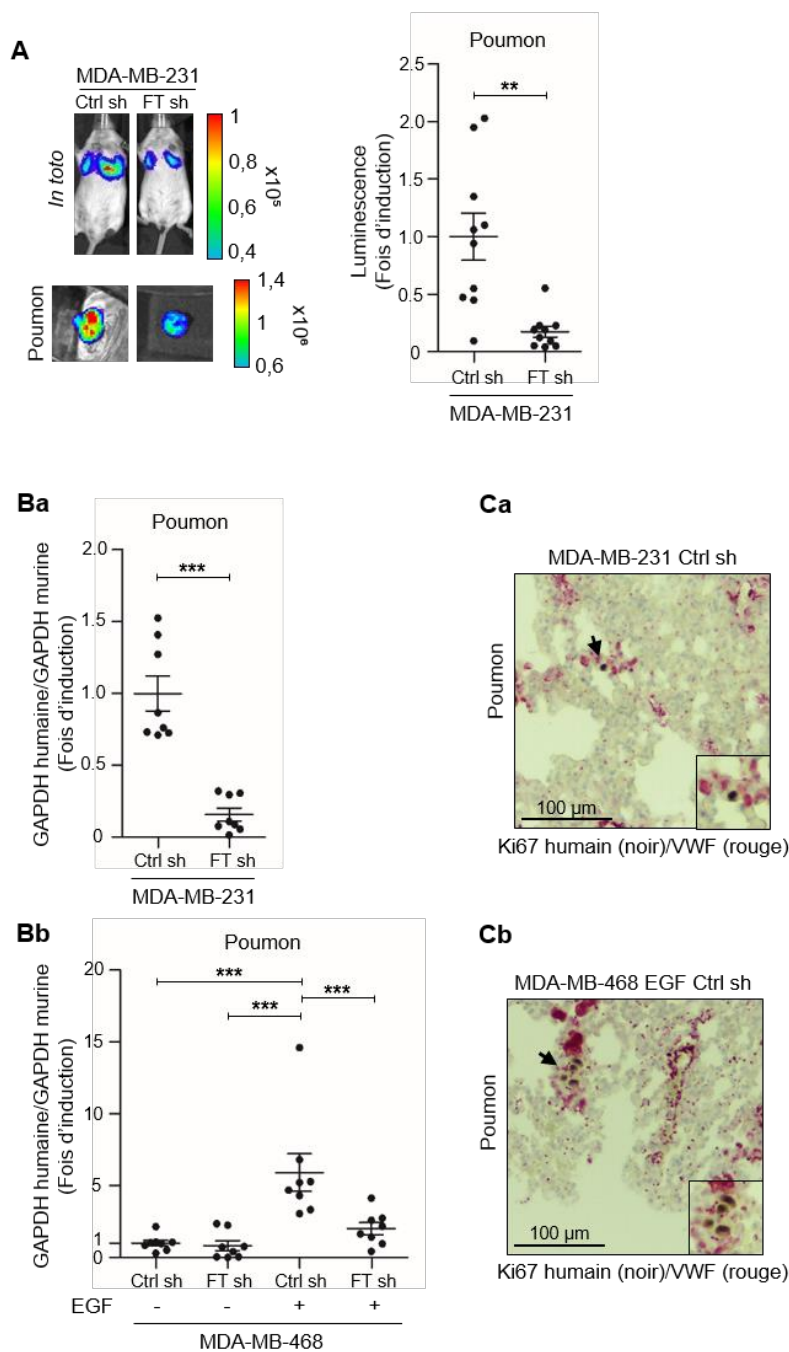 A
MDA-MB-231
Ctrl sh FT sh
In toto
1
0,8
0,6
0,4
x10⁵
Poumon
1,4
1
0,6
x10⁶
Poumon
Luminescence
(Fois d'induction)
2.5
2.0
1.5
1.0
0.5
0
**
Ctrl sh FT sh
MDA-MB-231
Ba
Poumon
GAPDH humaine/GAPDH murine
(Fois d'induction)
2.0
1.5
1.0
0.5
0
***
Ctrl sh FT sh
MDA-MB-231
Ca
MDA-MB-231 Ctrl sh
Poumon
100 µm
Ki67 humain (noir)/VWF (rouge)
Bb
Poumon
GAPDH humaine/GAPDH murine
(Fois d'induction)
20
15
10
5
1
0
***
***
***
Ctrl sh FT sh Ctrl sh FT sh
EGF - - + +
MDA-MB-468
Cb
MDA-MB-468 EGF Ctrl sh
Poumon
100 µm
Ki67 humain (noir)/VWF (rouge)